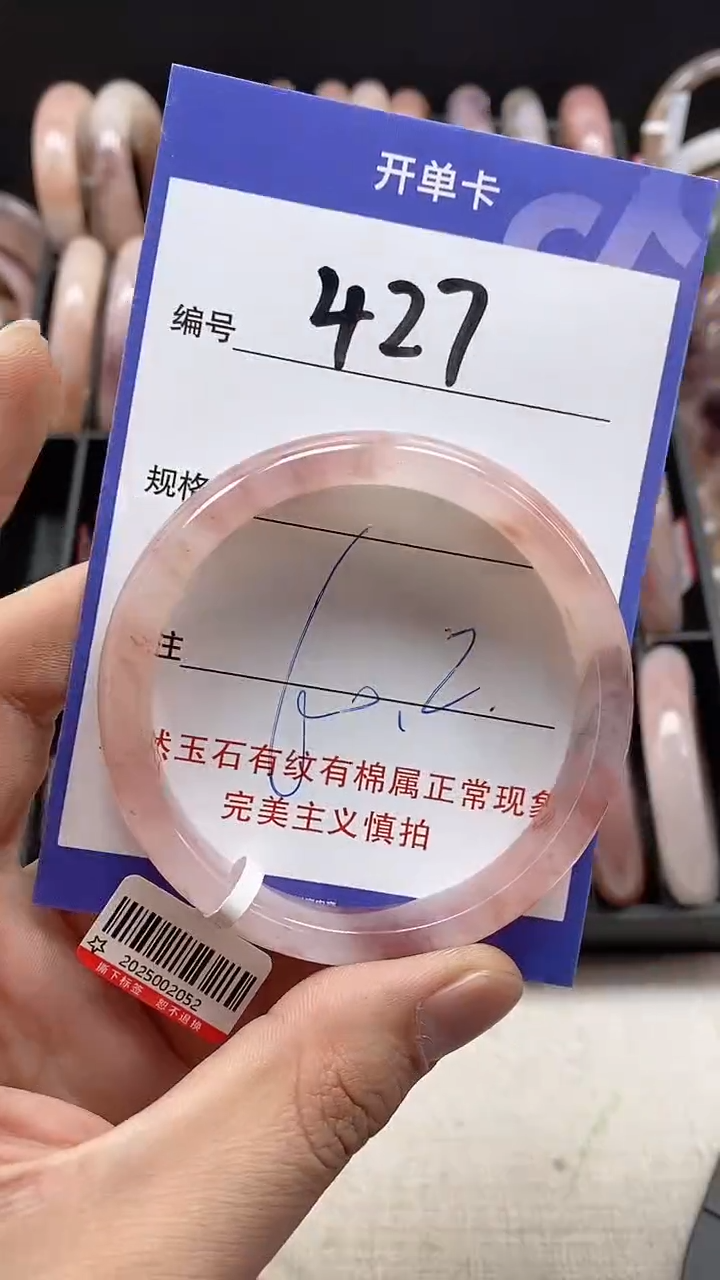 开单卡
编号 427
规格
主
然玉石有纹有棉属正常现象
完美主义慎拍
2025002052
撕下标签 恕不退换